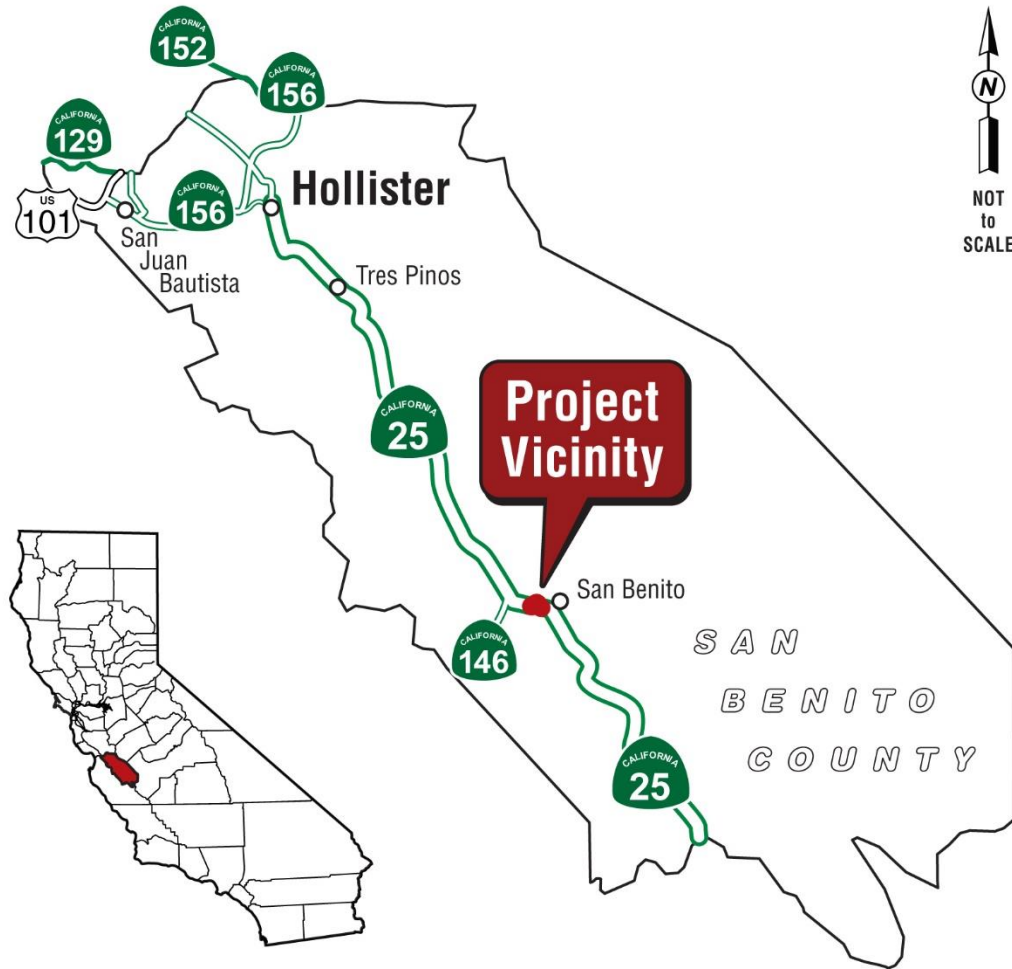 CALIFORNIA
152
CALIFORNIA
156
N
NOT
to
SCALE
CALIFORNIA
129
US
101
CALIFORNIA
156
Hollister
San
Juan
Bautista
Tres Pinos
CALIFORNIA
25
Project
Vicinity
San Benito
CALIFORNIA
146
SAN
BENITO
COUNTY
CALIFORNIA
25